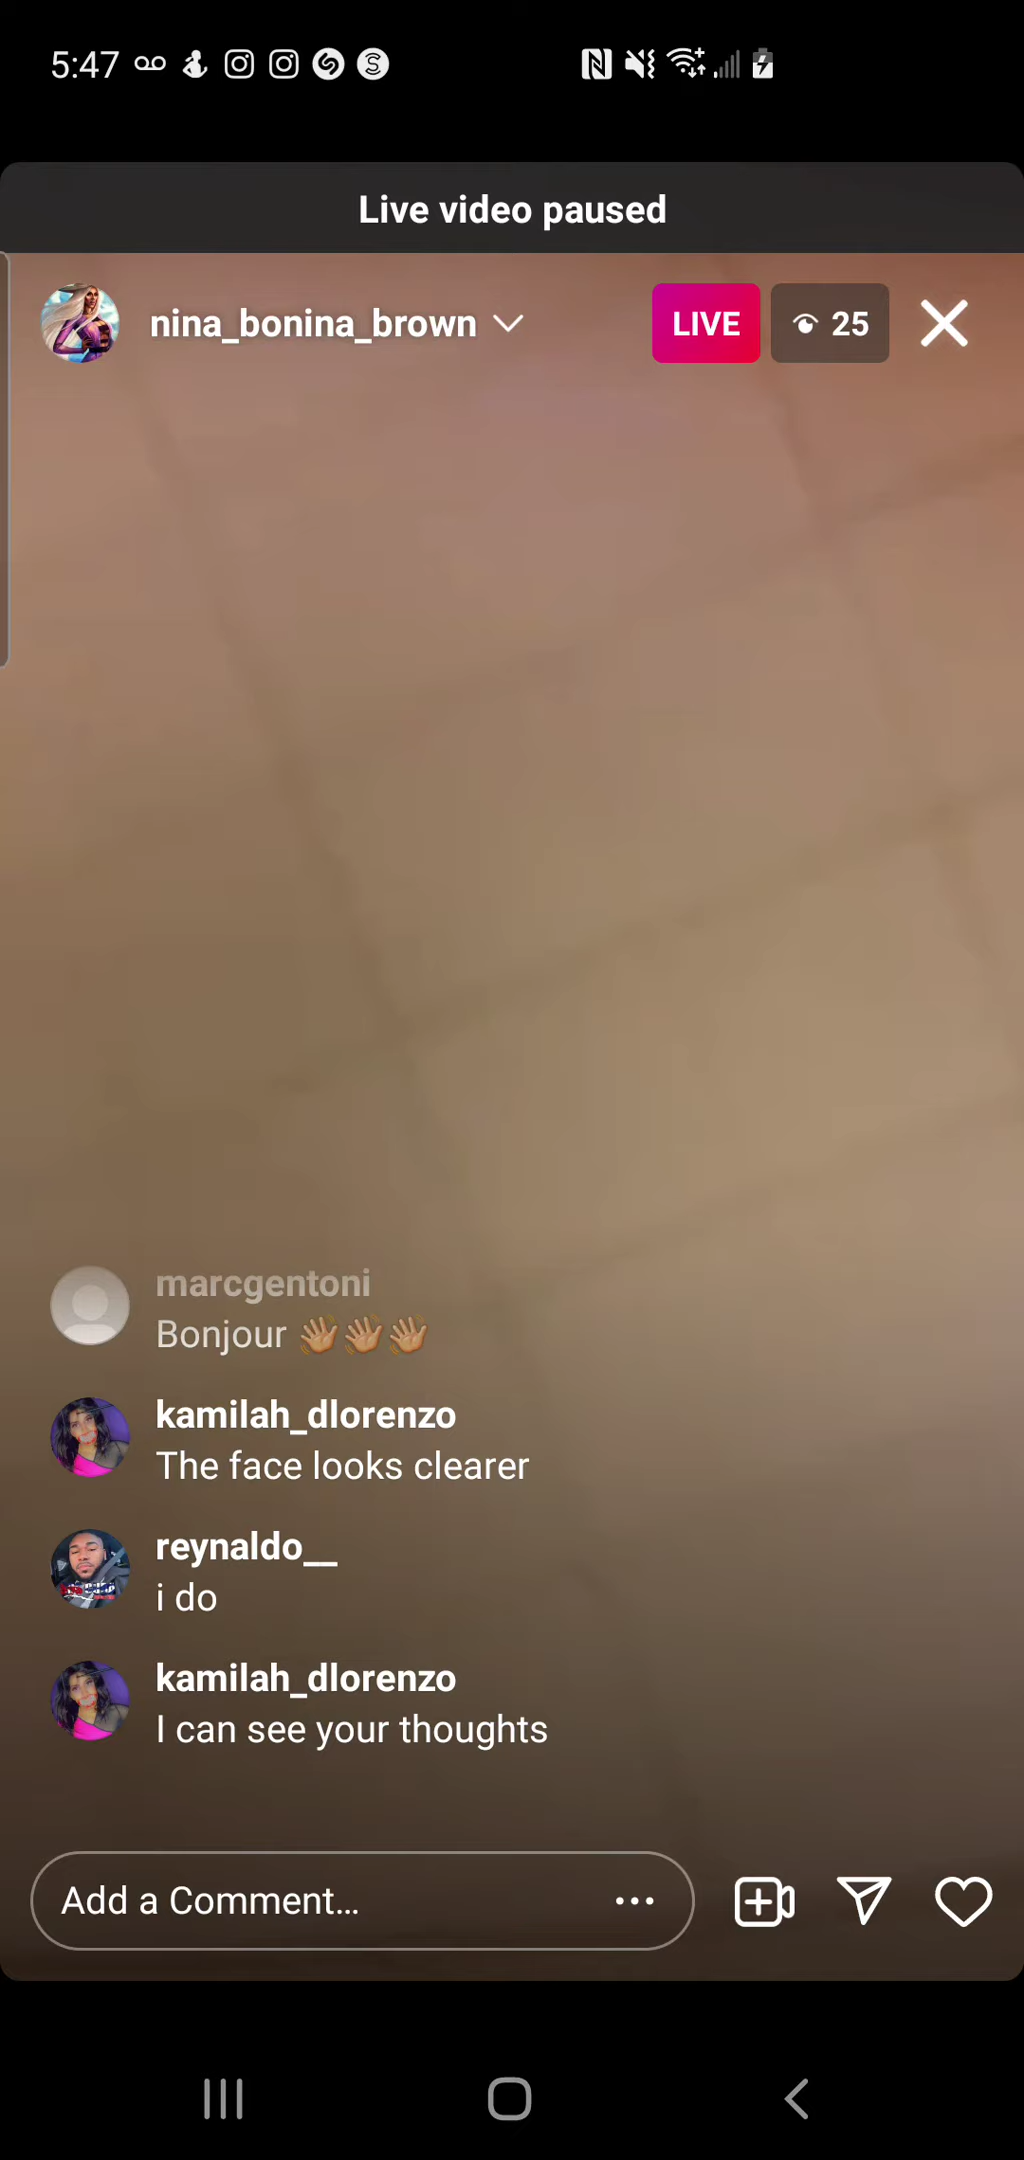 5:47
Live video paused
nina_bonina_brown
LIVE
25
marcgentoni
Bonjour 👋🏼👋🏼👋🏼
kamilah_dlorenzo
The face looks clearer
reynaldo__
i do
kamilah_dlorenzo
I can see your thoughts
Add a Comment...